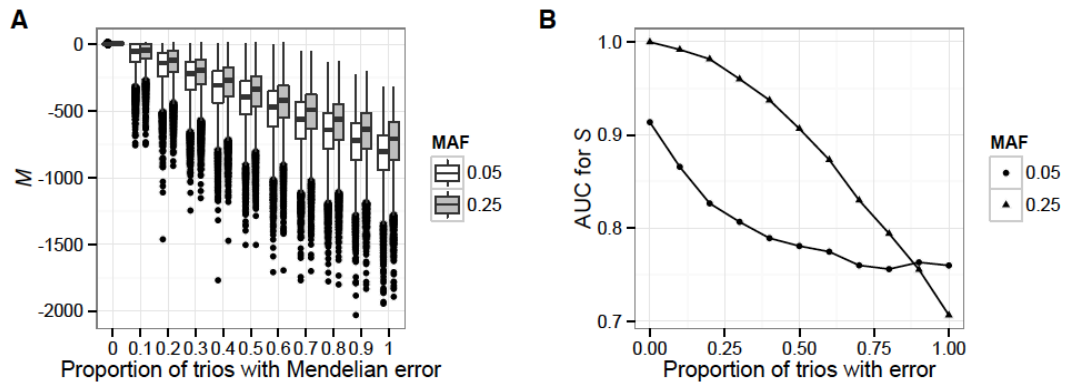 A
M
0
-500
-1000
-1500
-2000
0 0.1 0.2 0.3 0.4 0.5 0.6 0.7 0.8 0.9 1
Proportion of trios with Mendelian error
MAF
0.05
0.25
B
AUC for S
1.0
0.9
0.8
0.7
0.00 0.25 0.50 0.75 1.00
Proportion of trios with error
MAF
0.05
0.25